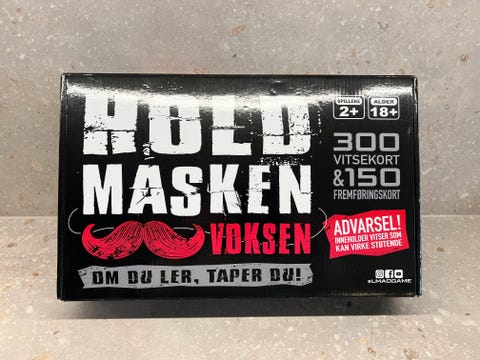 HOLD
MASKEN
VOKSEN
OM DU LER, TAPER DU!
SPILLERE
2+
ALDER
18+
300
VITSEKORT
&150
FREMFØRINGSKORT
ADVARSEL!
INNEHOLDER VITSER SOM
KAN VIRKE STØTENDE
@LMAOGAME